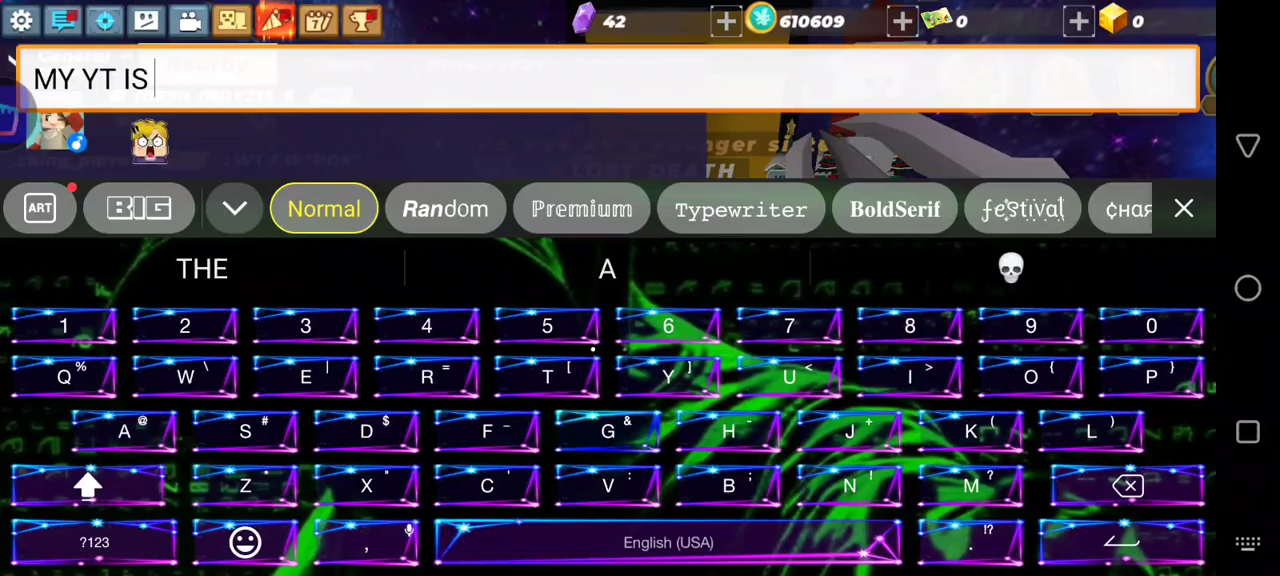 42 610609 0 0
MY YT IS
ART BIG Normal Random Premium Typewriter BoldSerif festival
THE A 💀
1 2 3 4 5 6 7 8 9 0
Q % W \ E | R = T [ Y ] U < I > O { P }
A @ S # D $ F _ G & H - J + K ( L )
Z * X " C ' V : B ; N ! M ?
?123 , English (USA) . !?